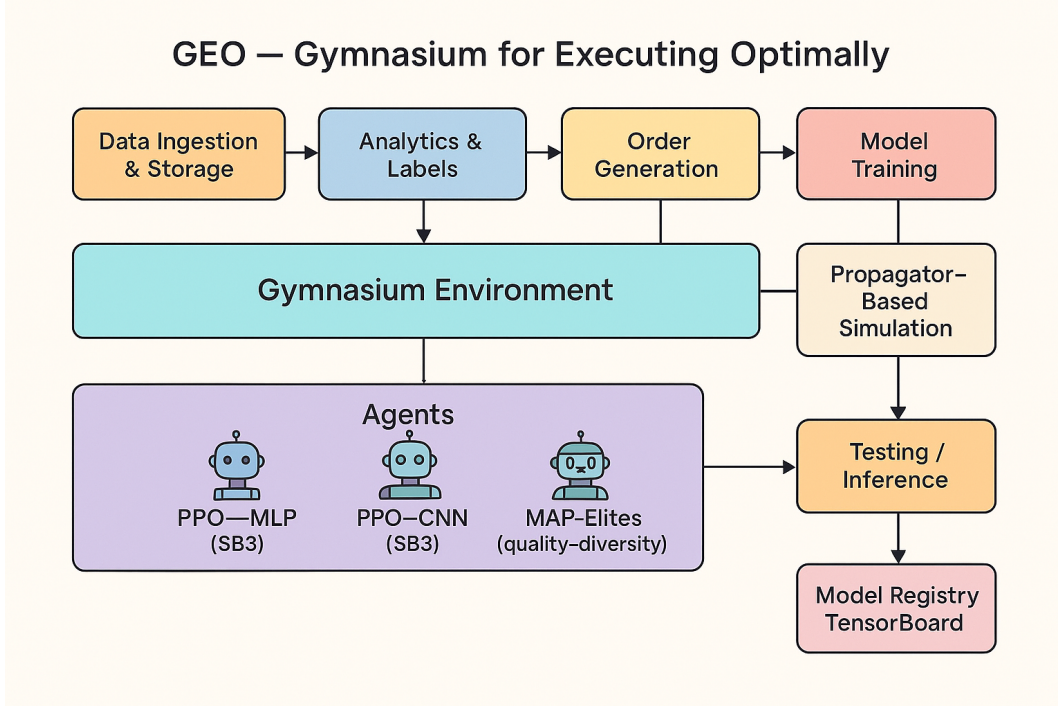 GEO — Gymnasium for Executing Optimally
Data Ingestion
& Storage
Analytics &
Labels
Order
Generation
Model
Training
Gymnasium Environment
Propagator–
Based
Simulation
Agents
PPO—MLP
(SB3)
PPO–CNN
(SB3)
MAP–Elites
(quality–diversity)
Testing /
Inference
Model Registry
TensorBoard